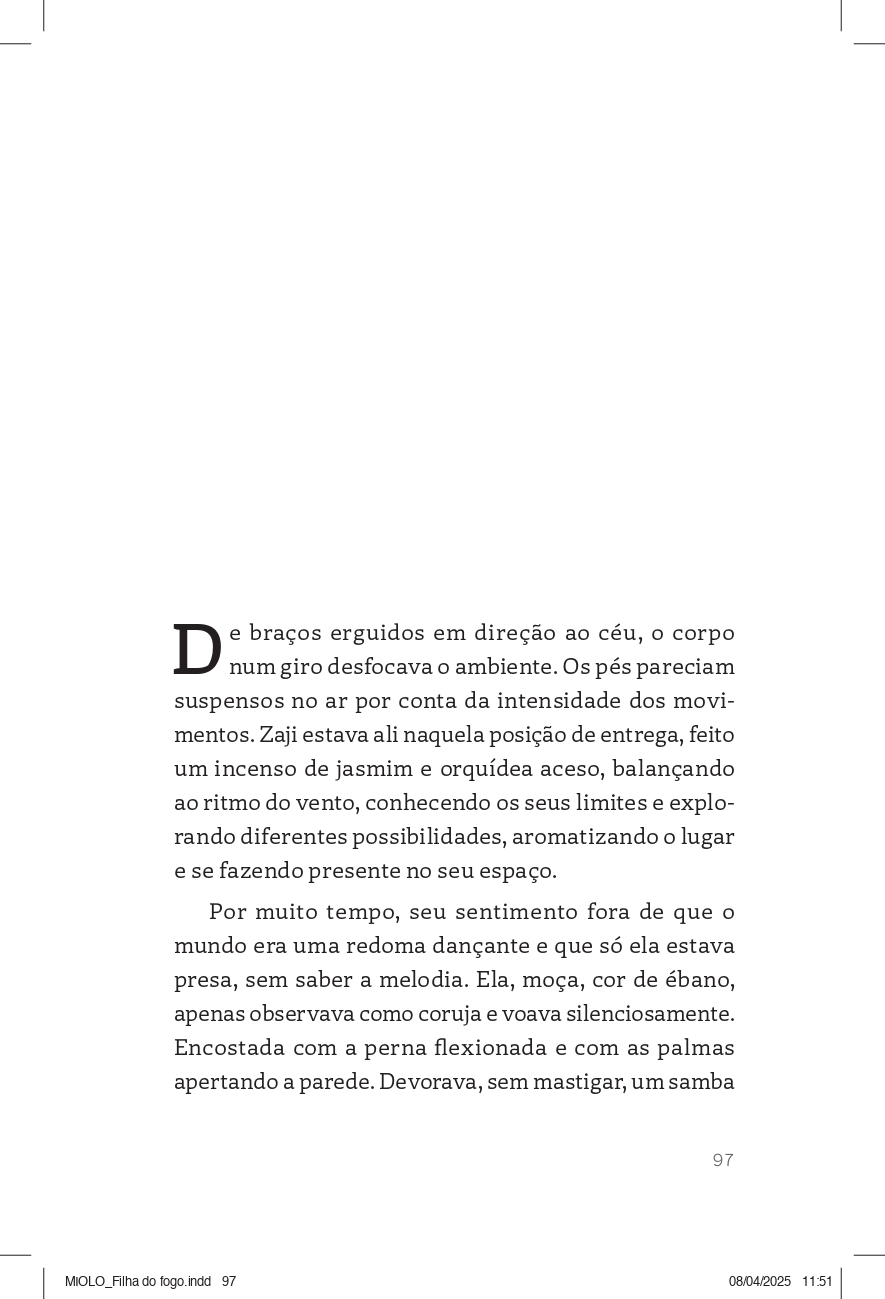 De braços erguidos em direção ao céu, o corpo
num giro desfocava o ambiente. Os pés pareciam
suspensos no ar por conta da intensidade dos movi-
mentos. Zaji estava ali naquela posição de entrega, feito
um incenso de jasmim e orquídea aceso, balançando
ao ritmo do vento, conhecendo os seus limites e explo-
rando diferentes possibilidades, aromatizando o lugar
e se fazendo presente no seu espaço.
Por muito tempo, seu sentimento fora de que o
mundo era uma redoma dançante e que só ela estava
presa, sem saber a melodia. Ela, moça, cor de ébano,
apenas observava como coruja e voava silenciosamente.
Encostada com a perna flexionada e com as palmas
apertando a parede. Devorava, sem mastigar, um samba
97
MIOLO_Filha do fogo.indd 97 08/04/2025 11:51